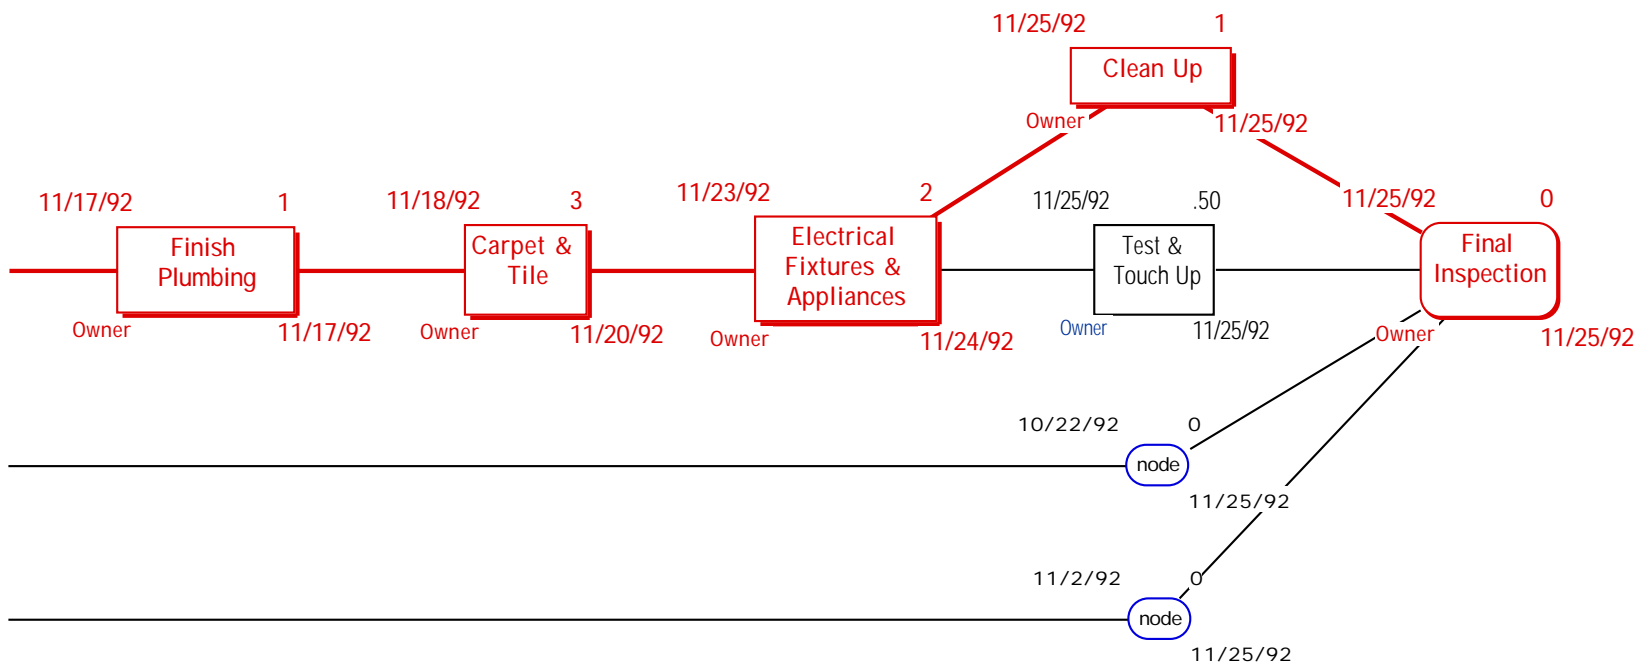 11/25/92
1
Clean Up
Owner
11/25/92
11/17/92
1
Finish
Plumbing
Owner
11/17/92
11/18/92
3
Carpet &
Tile
Owner
11/20/92
11/23/92
2
Electrical
Fixtures &
Appliances
Owner
11/24/92
11/25/92
.50
Test &
Touch Up
Owner
11/25/92
11/25/92
0
Final
Inspection
Owner
11/25/92
10/22/92
0
node
11/25/92
11/2/92
0
node
11/25/92